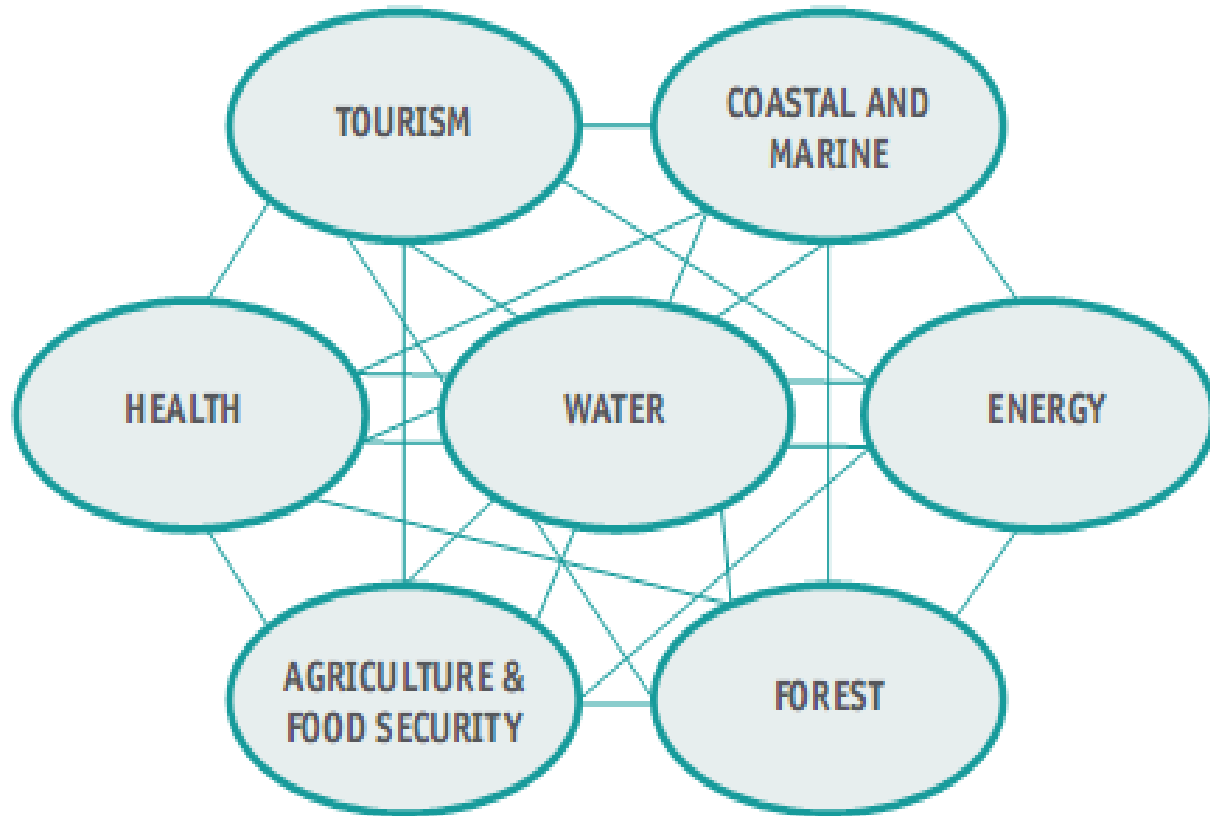 TOURISM
COASTAL AND
MARINE
HEALTH
WATER
ENERGY
AGRICULTURE &
FOOD SECURITY
FOREST